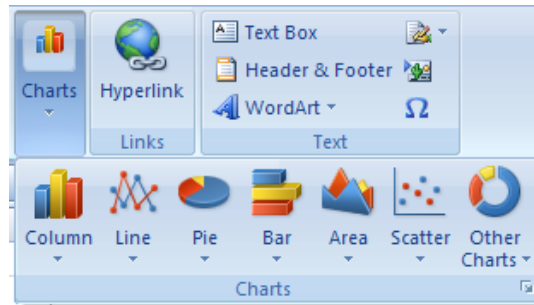 Charts
Hyperlink
Links
Text Box
Header & Footer
WordArt
Ω
Text
Column
Line
Pie
Bar
Area
Scatter
Other
Charts
Charts